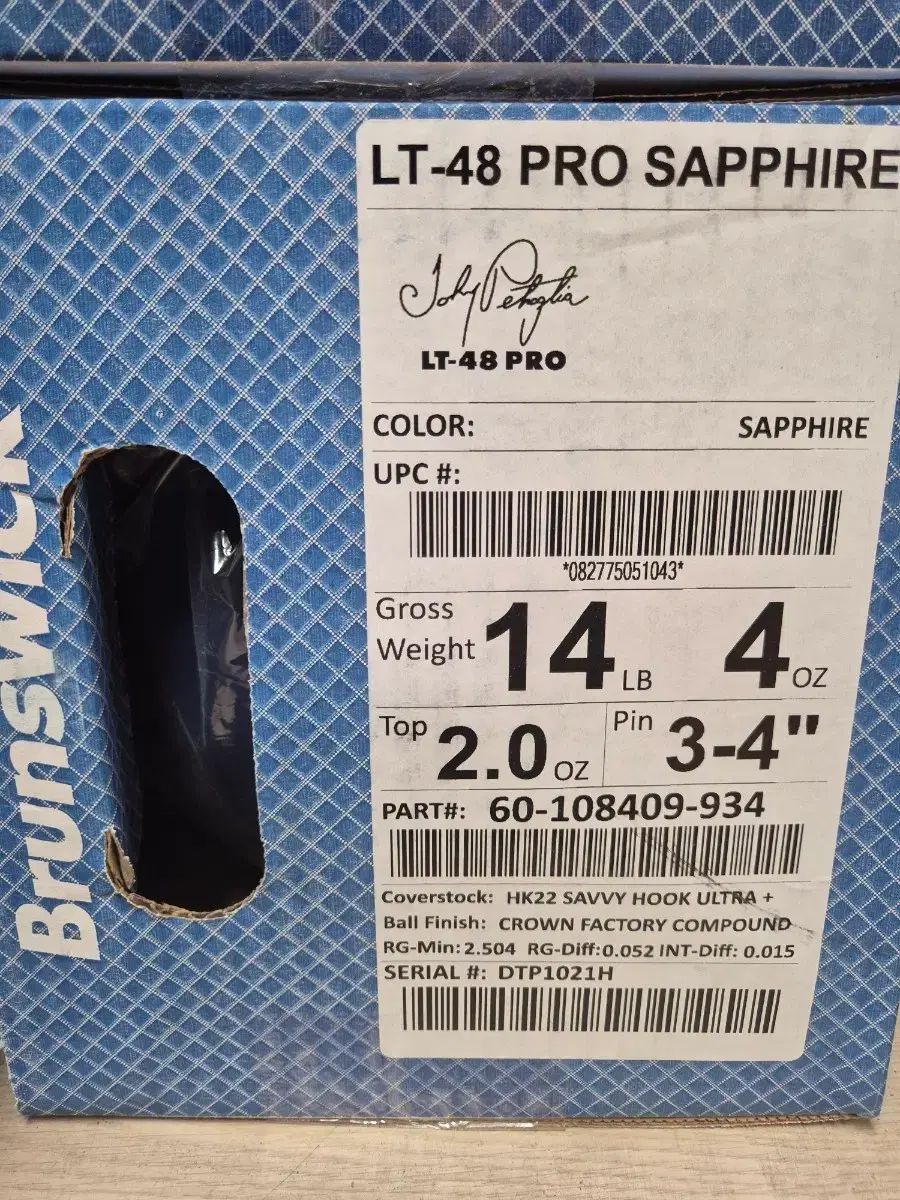 LT-48 PRO SAPPHIRE
John Petraglia
LT-48 PRO
COLOR: SAPPHIRE
UPC #:
*082775051043*
Gross Weight 14 LB 4 OZ
Top 2.0 OZ Pin 3-4"
PART#: 60-108409-934
Coverstock: HK22 SAVVY HOOK ULTRA +
Ball Finish: CROWN FACTORY COMPOUND
RG-Min: 2.504 RG-Diff: 0.052 INT-Diff: 0.015
SERIAL #: DTP1021H
Brunswick